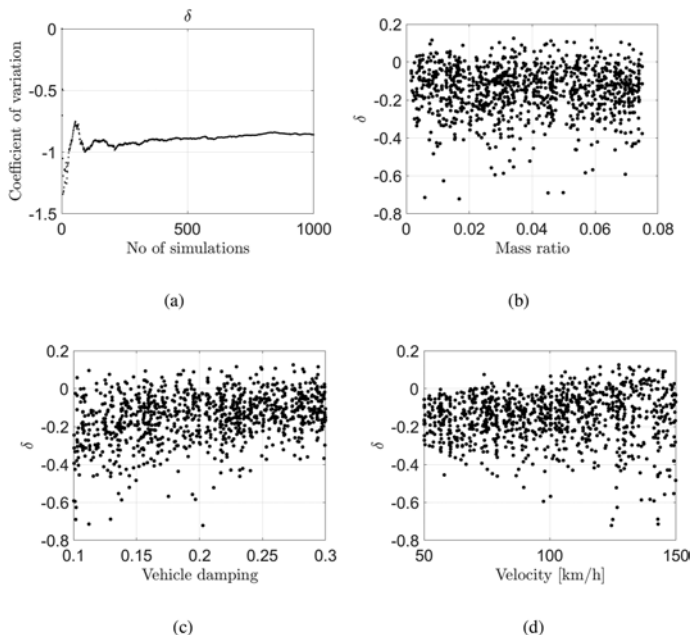 δ
0
-0.5
-1
-1.5
Coefficient of variation
0 500 1000
No of simulations
(a)
0.2
0
-0.2
-0.4
-0.6
-0.8
δ
0 0.02 0.04 0.06 0.08
Mass ratio
(b)
0.2
0
-0.2
-0.4
-0.6
-0.8
δ
0.1 0.15 0.2 0.25 0.3
Vehicle damping
(c)
0.2
0
-0.2
-0.4
-0.6
-0.8
δ
50 100 150
Velocity [km/h]
(d)